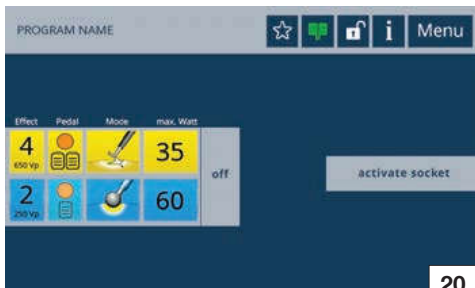 PROGRAM NAME
i Menu
Effect Pedal Mode max. Watt
4 35
650 Vp
off
activate socket
2 60
250 Vp
20